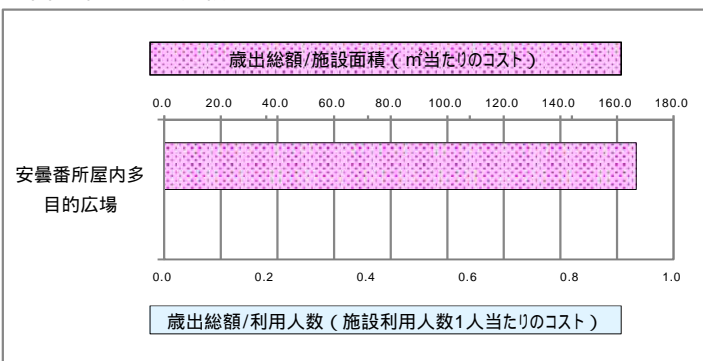 歳出総額/施設面積（㎡当たりのコスト）
0.0 20.0 40.0 60.0 80.0 100.0 120.0 140.0 160.0 180.0
安曇番所屋内多
目的広場
0.0 0.2 0.4 0.6 0.8 1.0
歳出総額/利用人数（施設利用人数1人当たりのコスト）